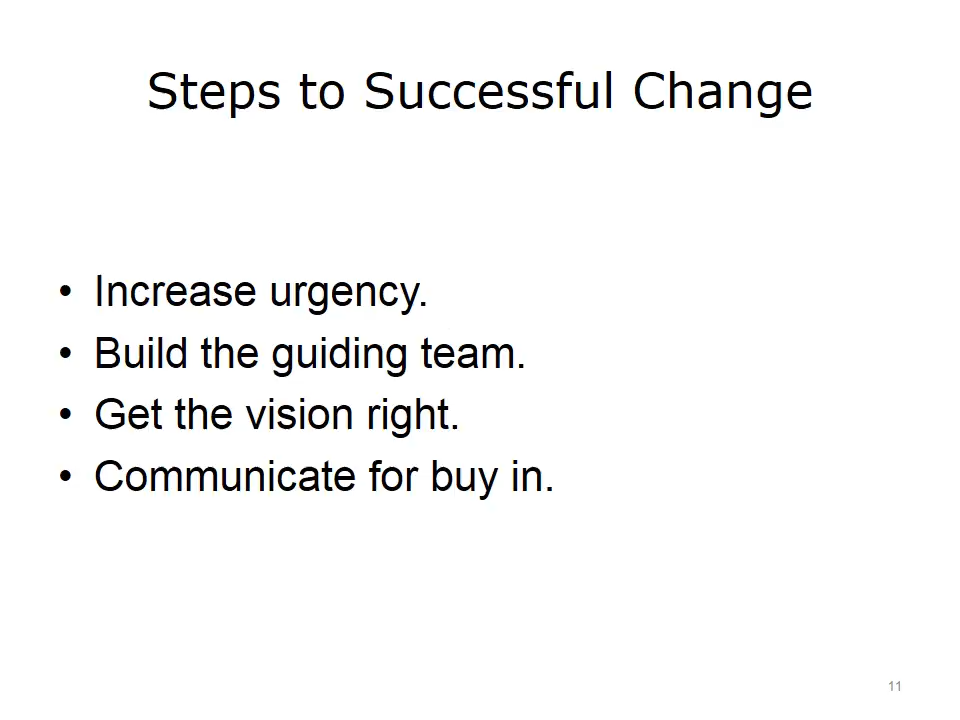 Steps to Successful Change
• Increase urgency.
• Build the guiding team.
• Get the vision right.
• Communicate for buy in.
11